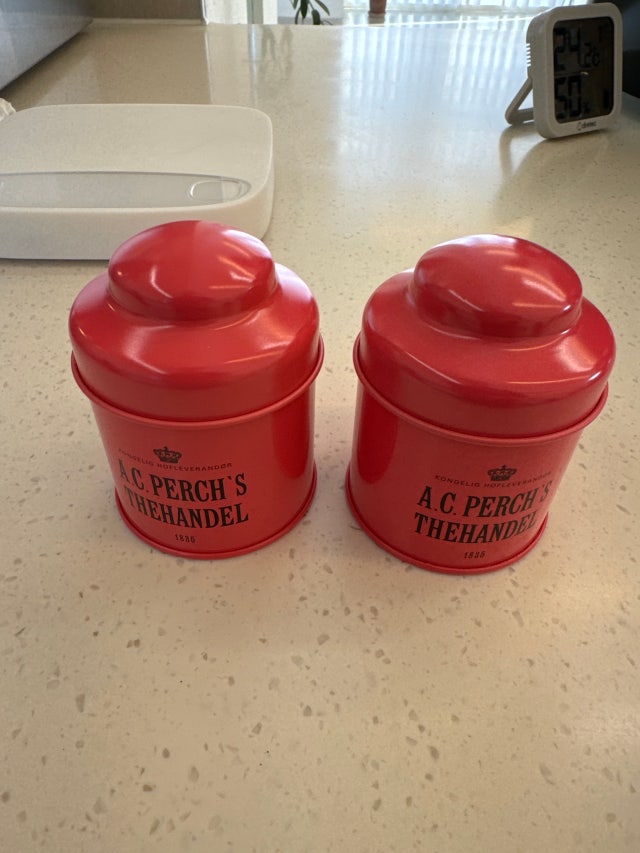 KONGELIG HOFLEVERANDØR
A.C. PERCH'S
THEHANDEL
1835
KONGELIG HOFLEVERANDØR
A.C. PERCH'S
THEHANDEL
1835